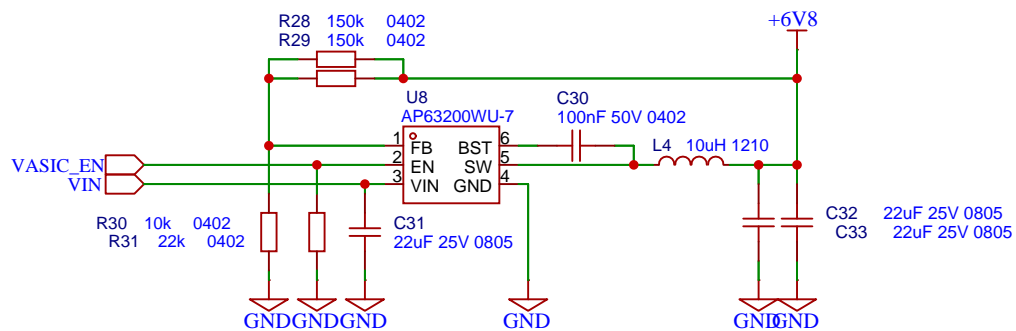 R28 150k 0402
R29 150k 0402
+6V8
U8
AP63200WU-7
C30
100nF 50V 0402
1 FB BST 6
2 EN SW 5
3 VIN GND 4
L4 10uH 1210
VASIC_EN
VIN
R30 10k 0402
R31 22k 0402
C31
22uF 25V 0805
C32 22uF 25V 0805
C33 22uF 25V 0805
GND GND GND GND GND GND